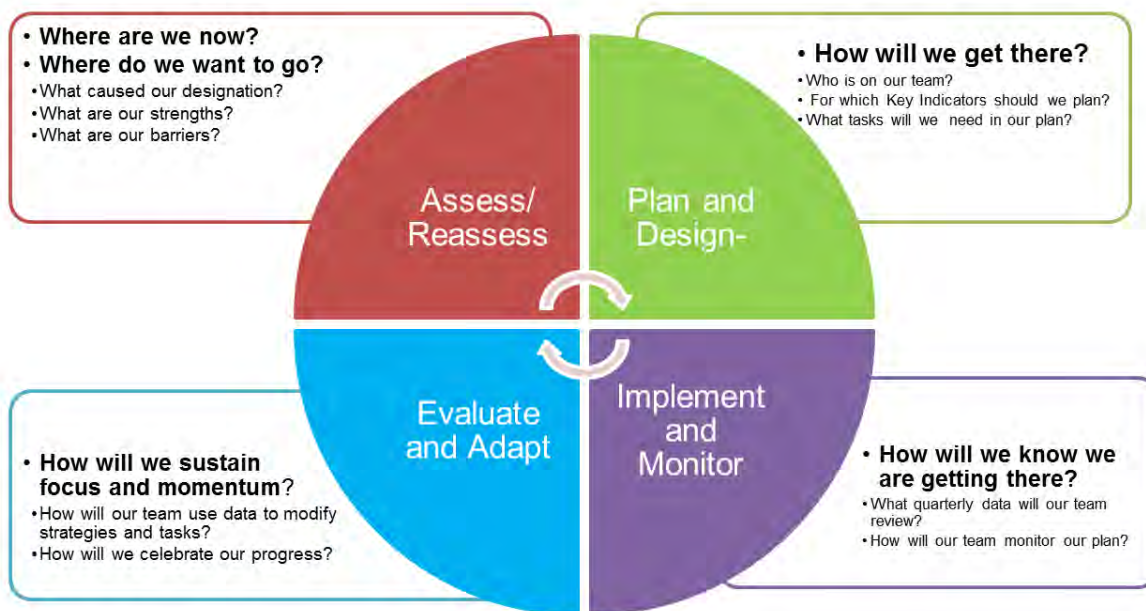 • Where are we now?
• Where do we want to go?
• What caused our designation?
• What are our strengths?
• What are our barriers?
• How will we get there?
• Who is on our team?
• For which Key Indicators should we plan?
• What tasks will we need in our plan?
Assess/
Reassess
Plan and
Design-
Evaluate
and Adapt
Implement
and
Monitor
• How will we sustain
focus and momentum?
• How will our team use data to modify
strategies and tasks?
• How will we celebrate our progress?
• How will we know we
are getting there?
• What quarterly data will our team
review?
• How will our team monitor our plan?